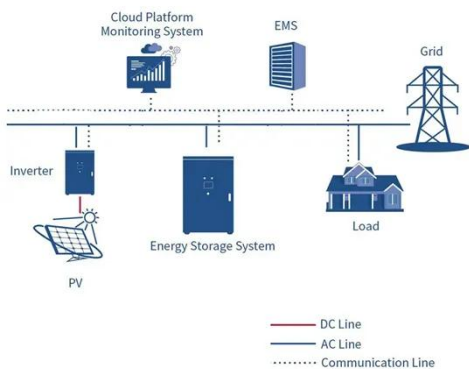 Cloud Platform
Monitoring System
EMS
Grid
Inverter
Energy Storage System
Load
PV
DC Line
AC Line
Communication Line